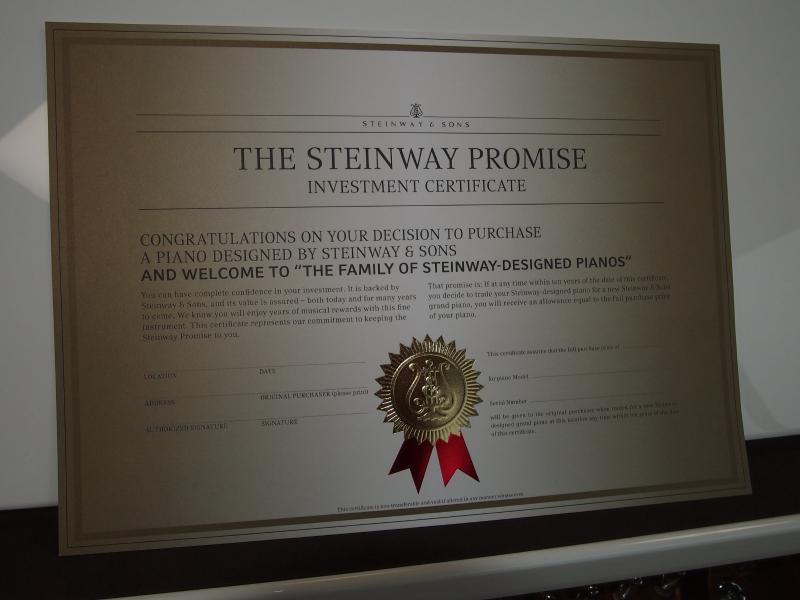 STEINWAY & SONS
THE STEINWAY PROMISE
INVESTMENT CERTIFICATE
CONGRATULATIONS ON YOUR DECISION TO PURCHASE
A PIANO DESIGNED BY STEINWAY & SONS
AND WELCOME TO "THE FAMILY OF STEINWAY-DESIGNED PIANOS"
You can have complete confidence in your investment. It is backed by
Steinway & Sons, and its value is assured – both today and for many years
to come. We know you will enjoy years of musical rewards with this fine
instrument. This certificate represents our commitment to keeping the
Steinway Promise to you.
That promise is: If at any time within ten years of the date of this certificate,
you decide to trade your Steinway-designed piano for a new Steinway & Sons
grand piano, you will receive an allowance equal to the full purchase price
of your piano.
LOCATION
DATE
ADDRESS
ORIGINAL PURCHASER (please print)
AUTHORIZED SIGNATURE
SIGNATURE
This certificate assures that the full purchase price of
for piano Model
Serial Number
will be given to the original purchaser when traded for a new Steinway-
designed grand piano at this location any time within ten years of the date
of this certificate.
This certificate is non-transferable and void if altered in any manner whatsoever.